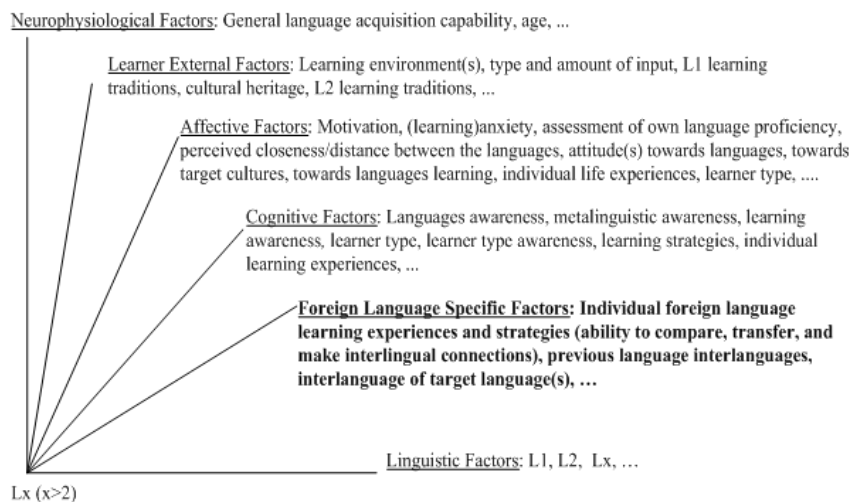 Neurophysiological Factors: General language acquisition capability, age, ...
Learner External Factors: Learning environment(s), type and amount of input, L1 learning
traditions, cultural heritage, L2 learning traditions, ...
Affective Factors: Motivation, (learning)anxiety, assessment of own language proficiency,
perceived closeness/distance between the languages, attitude(s) towards languages, towards
target cultures, towards languages learning, individual life experiences, learner type, ....
Cognitive Factors: Languages awareness, metalinguistic awareness, learning
awareness, learner type, learner type awareness, learning strategies, individual
learning experiences, ...
Foreign Language Specific Factors: Individual foreign language
learning experiences and strategies (ability to compare, transfer, and
make interlingual connections), previous language interlanguages,
interlanguage of target language(s), ...
Linguistic Factors: L1, L2, Lx, ...
Lx (x>2)